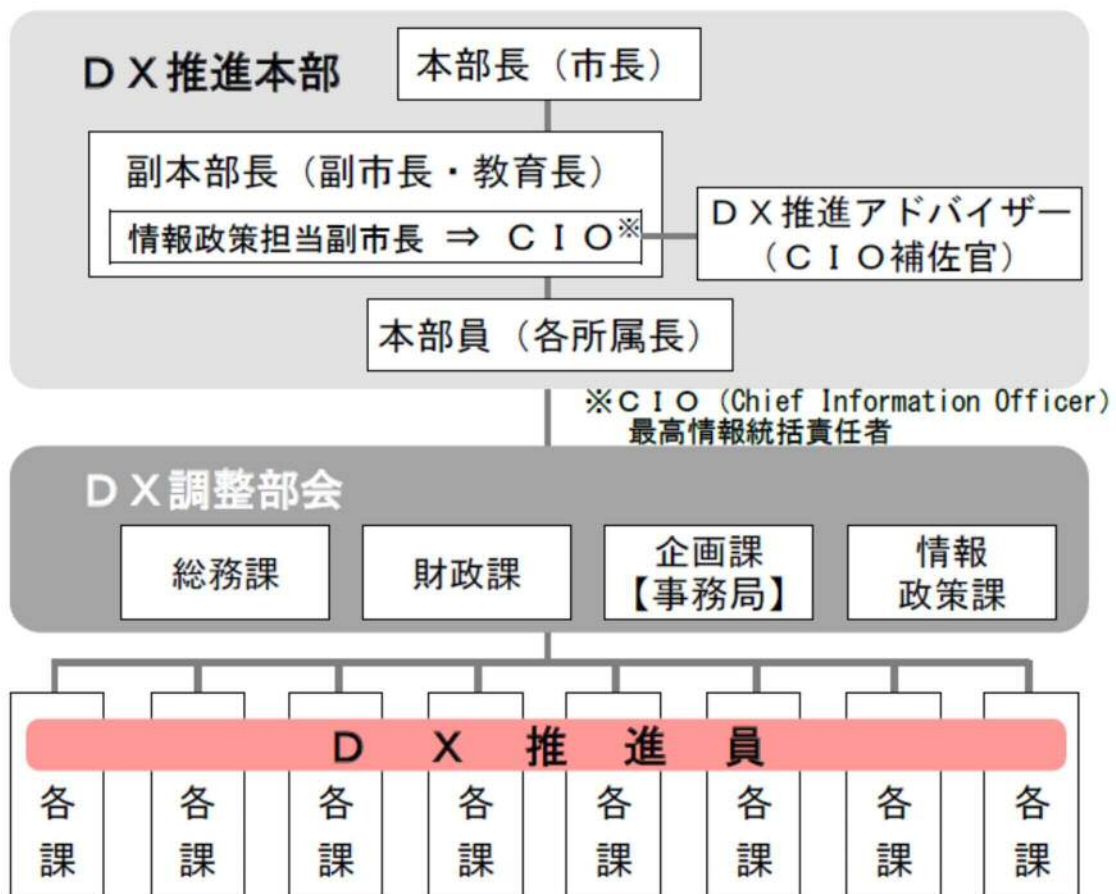 ＤＸ推進本部
本部長（市長）
副本部長（副市長・教育長）
情報政策担当副市長 ⇒ ＣＩＯ※
ＤＸ推進アドバイザー
（ＣＩＯ補佐官）
本部員（各所属長）
※ＣＩＯ（Chief Information Officer）
最高情報統括責任者
ＤＸ調整部会
総務課
財政課
企画課
【事務局】
情報
政策課
ＤＸ推進員
各課
各課
各課
各課
各課
各課
各課
各課